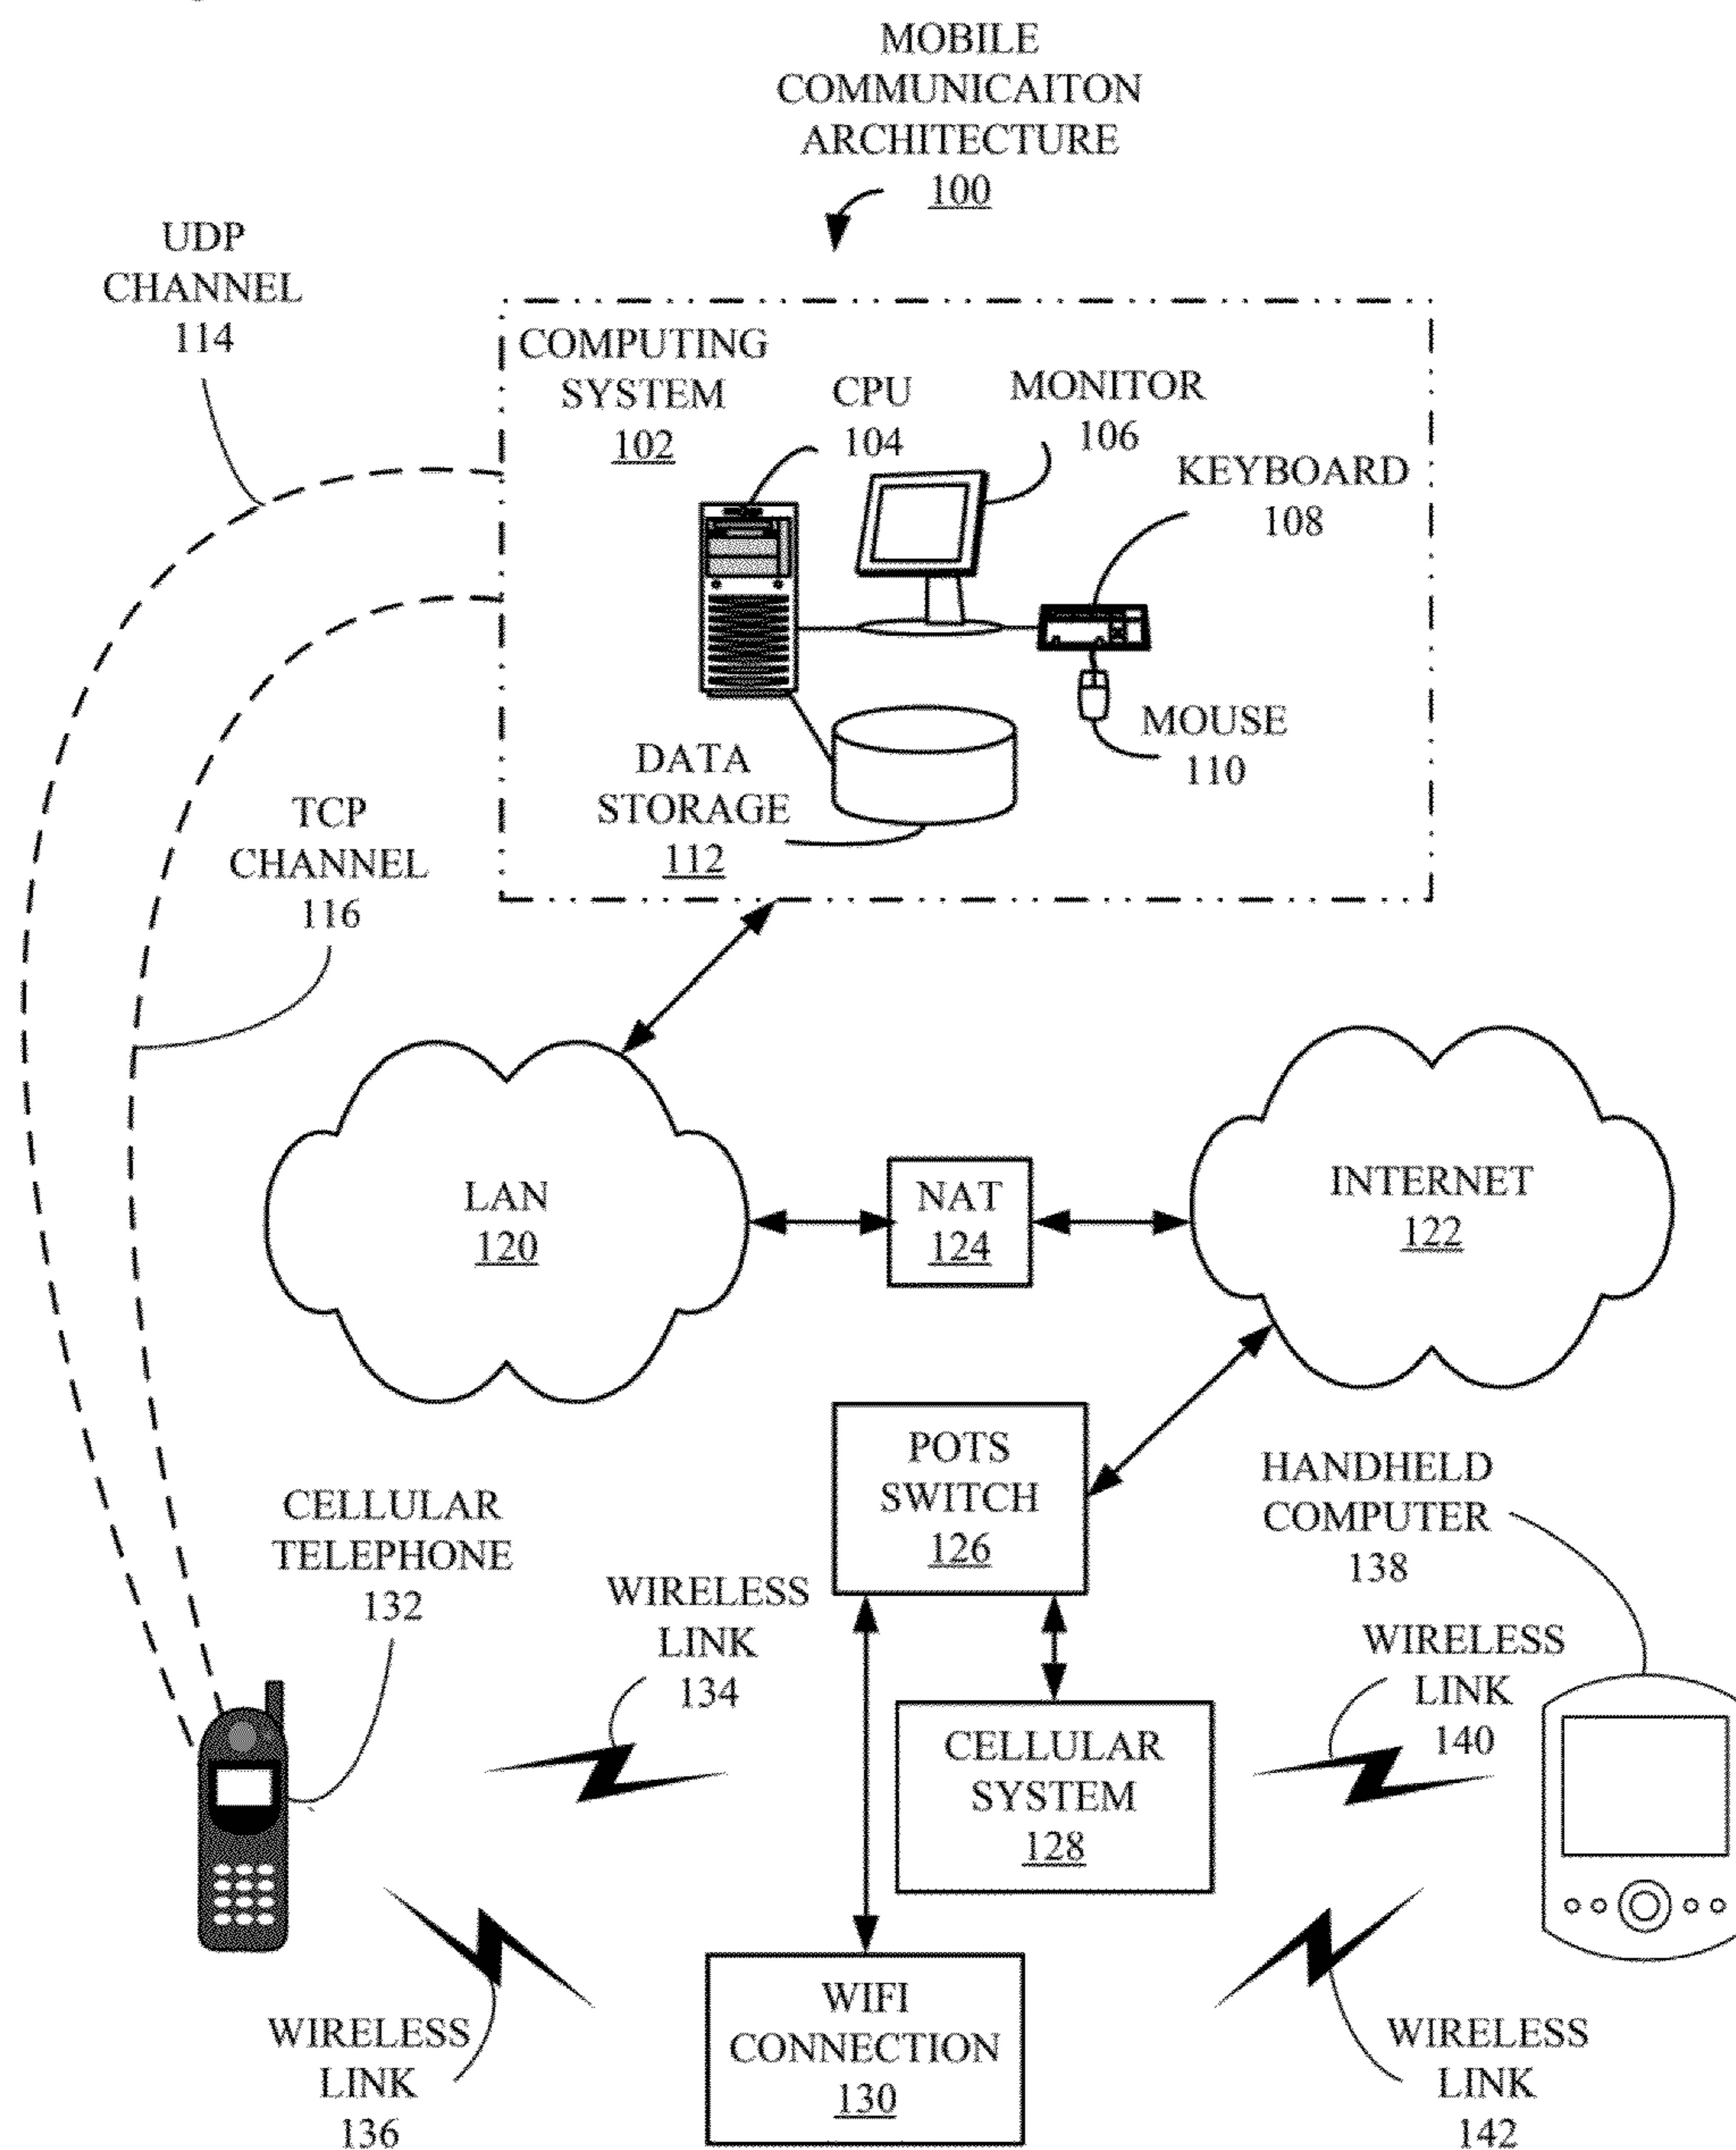 MOBILE
COMMUNICAITON
ARCHITECTURE
100
UDP
CHANNEL
114
COMPUTING
SYSTEM
102
CPU
104
MONITOR
106
KEYBOARD
108
MOUSE
110
DATA
STORAGE
112
TCP
CHANNEL
116
LAN
120
NAT
124
INTERNET
122
POTS
SWITCH
126
HANDHELD
COMPUTER
138
CELLULAR
TELEPHONE
132
WIRELESS
LINK
134
WIRELESS
LINK
140
CELLULAR
SYSTEM
128
WIFI
CONNECTION
130
WIRELESS
LINK
136
WIRELESS
LINK
142